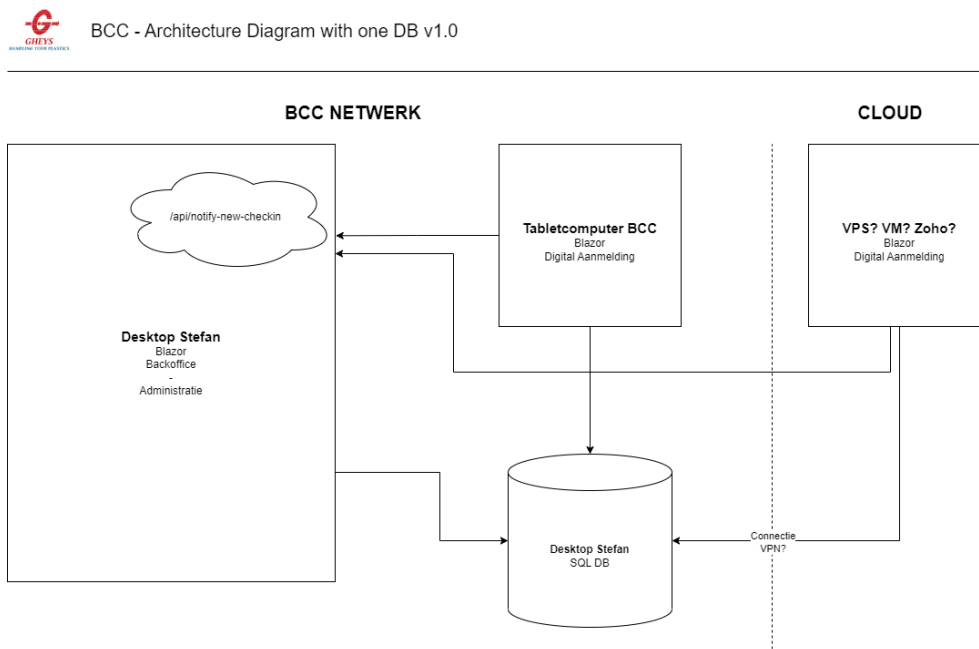 GHEYS
HANDLING YOUR PLASTICS
BCC - Architecture Diagram with one DB v1.0
BCC NETWERK
CLOUD
/api/notify-new-checkin
Tabletcomputer BCC
Blazor
Digital Aanmelding
VPS? VM? Zoho?
Blazor
Digital Aanmelding
Desktop Stefan
Blazor
Backoffice
-
Administratie
Connectie
VPN?
Desktop Stefan
SQL DB